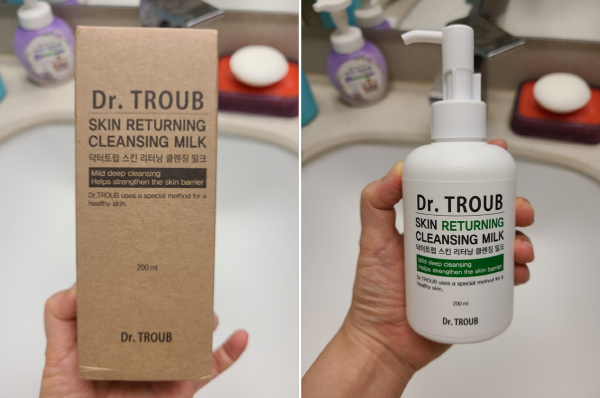 Dr. TROUB
SKIN RETURNING
CLEANSING MILK
닥터트럽 스킨 리터닝 클렌징 밀크
Mild deep cleansing
Helps strengthen the skin barrier
Dr.TROUB uses a special method for a
healthy skin.
200 ml
Dr. TROUB
Dr. TROUB
SKIN RETURNING
CLEANSING MILK
닥터트럽 스킨 리터닝 클렌징 밀크
Mild deep cleansing
Helps strengthen the skin barrier
Dr.TROUB uses a special method for a
healthy skin.
200 ml
Dr. TROUB